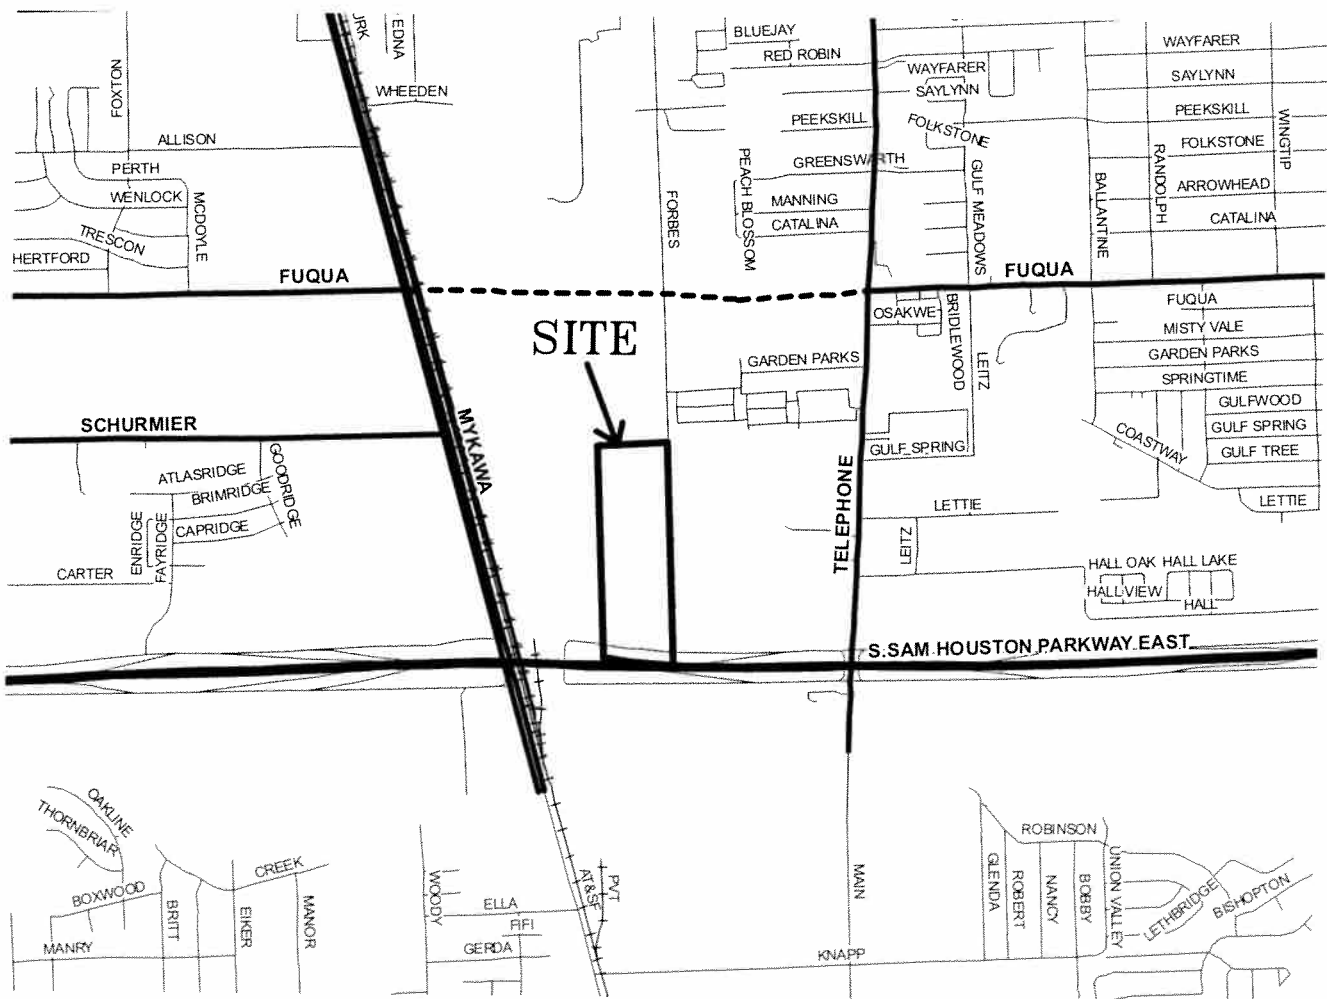 JRK
EDNA
BLUEJAY
RED ROBIN
WAYFARER
WAYFARER
FOXTON
WHEEDEN
SAYLYNN
SAYLYNN
PEEKSKILL
PEEKSKILL
WINGTIP
FOLKSTONE
FOLKSTONE
ALLISON
PERTH
GREENSWARTH
PEACH BLOSSOM
GULF MEADOWS
RANDOLPH
BALLANTINE
WENLOCK
MCDOYLE
FORBES
MANNING
ARROWHEAD
CATALINA
CATALINA
TRESCON
HERTFORD
FUQUA
FUQUA
FUQUA
OSAKWE
BRIDLEWOOD
LEITZ
SITE
MISTY VALE
GARDEN PARKS
GARDEN PARKS
SPRINGTIME
GULFWOOD
SCHURMIER
MYKAWA
GULF SPRING
GULF SPRING
COASTWAY
GULF TREE
GOODRIDGE
ATLASRIDGE
BRIMRIDGE
CAPRIDGE
ENRIDGE
FAYRIDGE
TELEPHONE
LETTIE
LETTIE
LEITZ
CARTER
HALL OAK
HALL LAKE
HALL VIEW
HALL
S.SAM HOUSTON PARKWAY EAST
OAKLINE
THORNBRIAR
BOXWOOD
CREEK
MANRY
BRITT
EIKER
MANOR
WOODY
ELLA
FIFI
GERDA
AT&SF
PVT
MAIN
KNAPP
ROBINSON
GLENDA
ROBERT
NANCY
BOBBY
UNION VALLEY
LETHBRIDGE
BISHOPTON